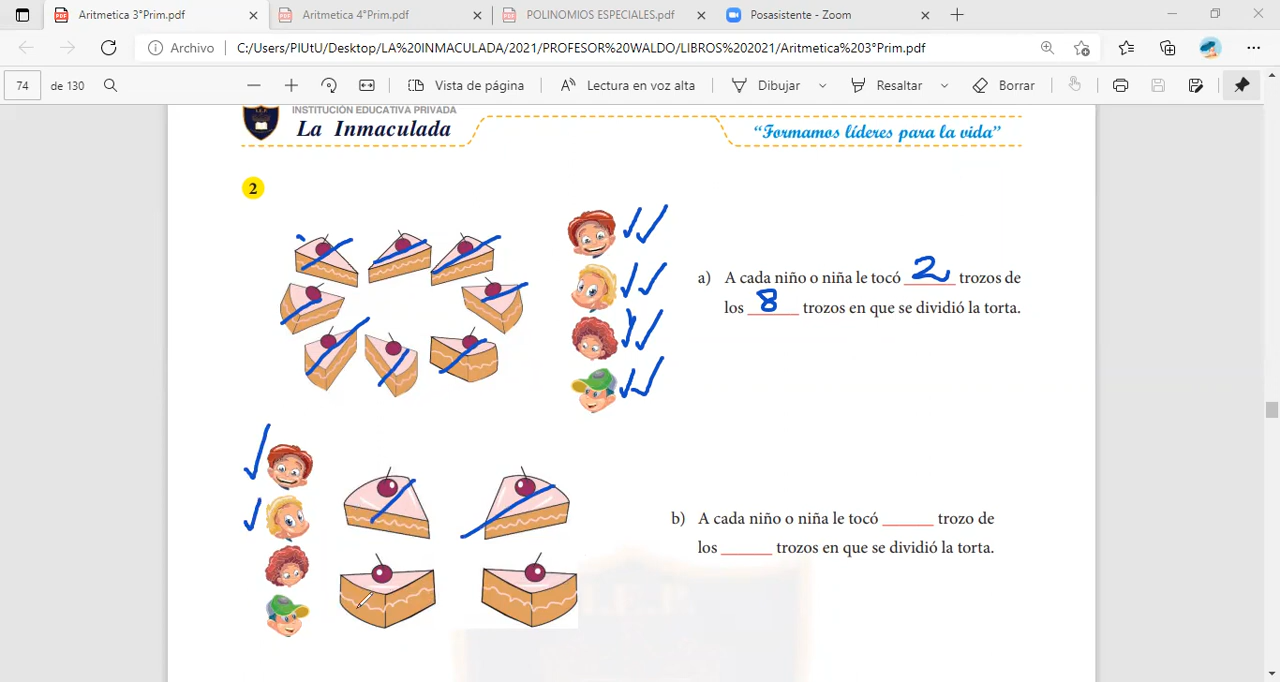 Aritmetica 3°Prim.pdf
Aritmetica 4°Prim.pdf
POLINOMIOS ESPECIALES.pdf
Posasistente - Zoom
Archivo
C:/Users/PIUtU/Desktop/LA%20INMACULADA/2021/PROFESOR%20WALDO/LIBROS%202021/Aritmetica%203°Prim.pdf
74 de 130
Vista de página
Lectura en voz alta
Dibujar
Resaltar
Borrar
INSTITUCIÓN EDUCATIVA PRIVADA
La Inmaculada
“Formamos líderes para la vida”
2
a) A cada niño o niña le tocó 2 trozos de
los 8 trozos en que se dividió la torta.
b) A cada niño o niña le tocó ______ trozo de
los ______ trozos en que se dividió la torta.
I.E.P.